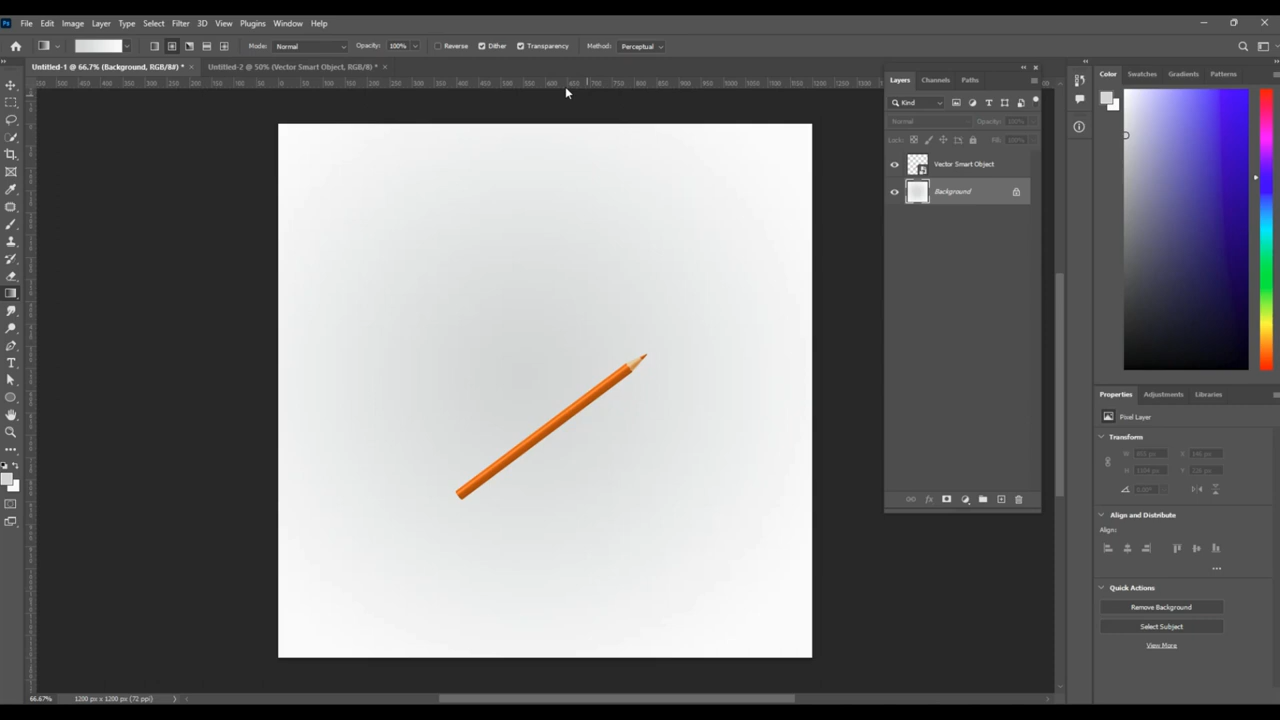 Ps File Edit Image Layer Type Select Filter 3D View Plugins Window Help
Mode: Normal Opacity: 100% Reverse Dither Transparency Method: Perceptual
Untitled-1 @ 66.7% (Background, RGB/8#) * × Untitled-2 @ 50% (Vector Smart Object, RGB/8) * ×
Layers Channels Paths
Kind
Normal Opacity: 100%
Lock: Fill: 100%
Vector Smart Object
Background
Color Swatches Gradients Patterns
Properties Adjustments Libraries
Pixel Layer
Transform
Align and Distribute
Align:
Quick Actions
Remove Background
Select Subject
View More
66.67% 1200 px x 1200 px (72 ppi)